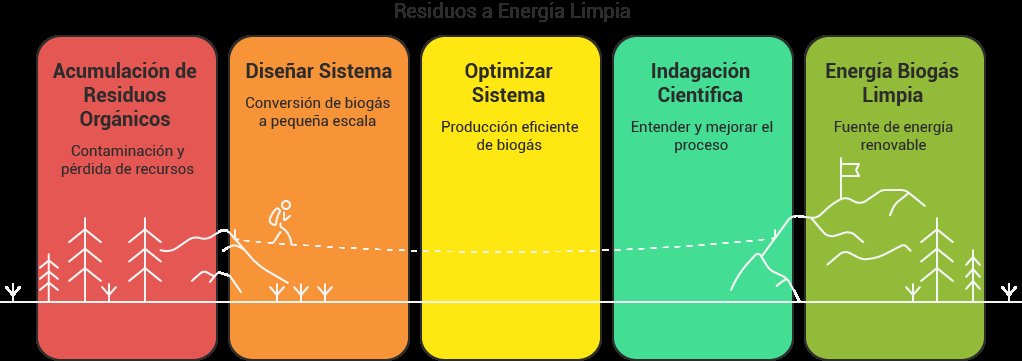 Residuos a Energía Limpia
Acumulación de
Residuos
Orgánicos
Contaminación y
pérdida de recursos
Diseñar Sistema
Conversión de biogás
a pequeña escala
Optimizar
Sistema
Producción eficiente
de biogás
Indagación
Científica
Entender y mejorar el
proceso
Energía Biogás
Limpia
Fuente de energía
renovable